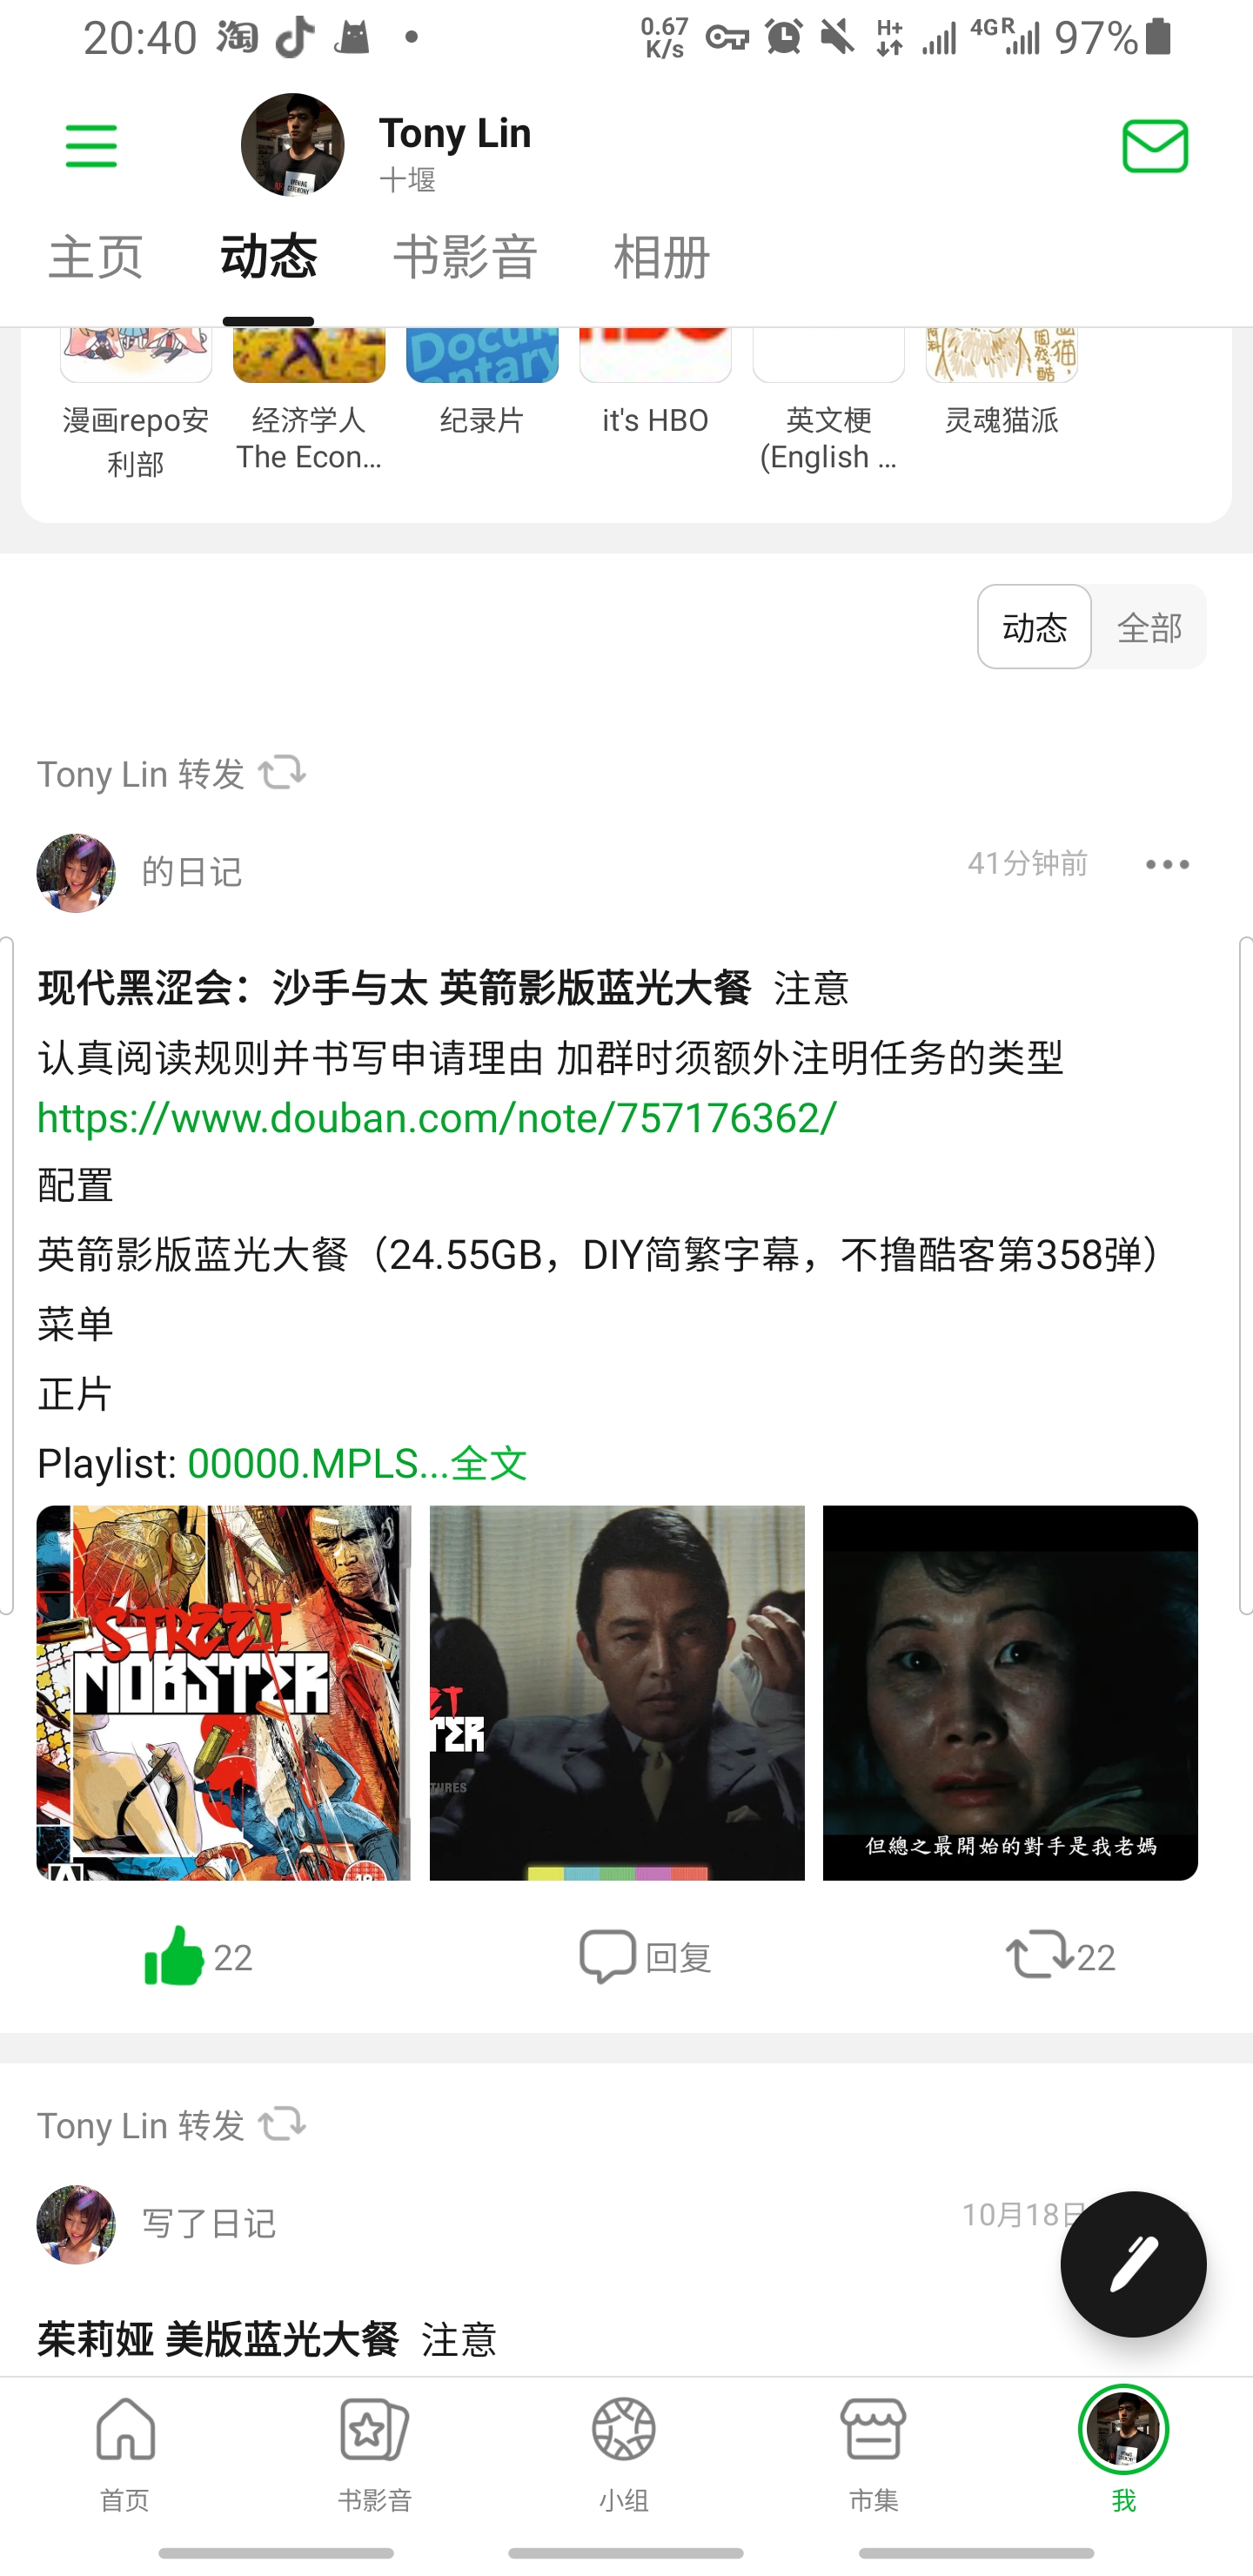 20:40
淘
0.67
K/s
H+
4G R
97%
Tony Lin
十堰
主页 动态 书影音 相册
Docu
ntary
漫画repo安
利部
经济学人
The Econ...
纪录片
it's HBO
英文梗
(English ...
灵魂猫派
动态 全部
Tony Lin 转发
的日记
41分钟前
现代黑涩会：沙手与太 英箭影版蓝光大餐 注意
认真阅读规则并书写申请理由 加群时须额外注明任务的类型
https://www.douban.com/note/757176362/
配置
英箭影版蓝光大餐（24.55GB，DIY简繁字幕，不撸酷客第358弹）
菜单
正片
Playlist: 00000.MPLS...全文
STREET
MOBSTER
ET
TER
TURES
但總之最開始的對手是我老媽
22
回复
22
Tony Lin 转发
写了日记
10月18日
茱莉娅 美版蓝光大餐 注意
首页 书影音 小组 市集 我